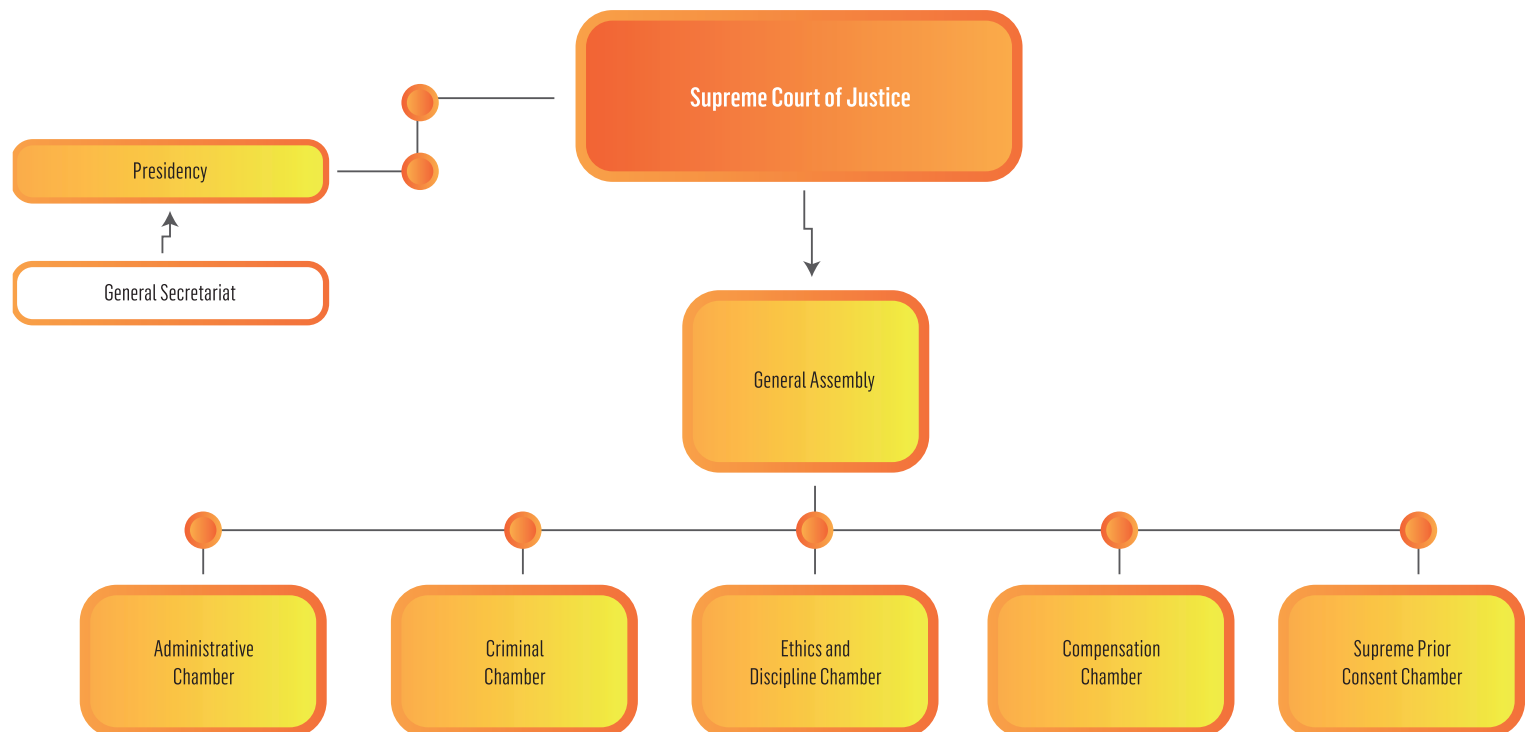 Supreme Court of Justice
Presidency
General Secretariat
General Assembly
Administrative
Chamber
Criminal
Chamber
Ethics and
Discipline Chamber
Compensation
Chamber
Supreme Prior
Consent Chamber